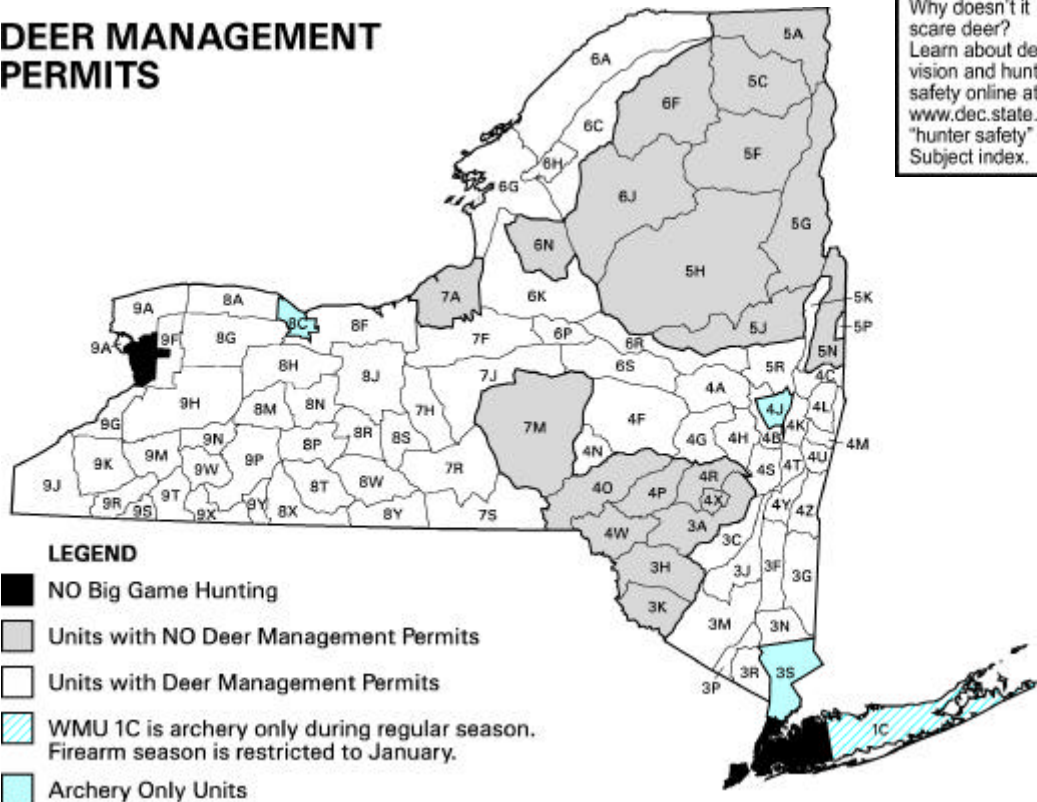 DEER MANAGEMENT
PERMITS
Why doesn't it
scare deer?
Learn about de
vision and hunt
safety online at
www.dec.state.
"hunter safety"
Subject index.
5A
6A
5C
6F
6C
5F
6H
6G
6J
5G
6N
5H
7A
6K
5K
9A
8A
8C
8F
5J
5P
9A
9F
8G
7F
6P
6R
5N
8H
8J
7J
6S
5R
4C
4A
9H
8M
8N
7H
7M
4F
4J
4L
9G
8R
8S
4G
4H
4B
4K
4M
9N
8P
4N
9K
9M
9W
9P
7R
4S
4T
4U
9J
8T
8W
4O
4P
4R
9R
9S
9T
9X
9Y
8X
8Y
7S
4X
4Y
4Z
4W
3A
3C
3H
3J
3F
3G
3K
3M
3N
3P
3R
3S
1C
LEGEND
NO Big Game Hunting
Units with NO Deer Management Permits
Units with Deer Management Permits
WMU 1C is archery only during regular season.
Firearm season is restricted to January.
Archery Only Units